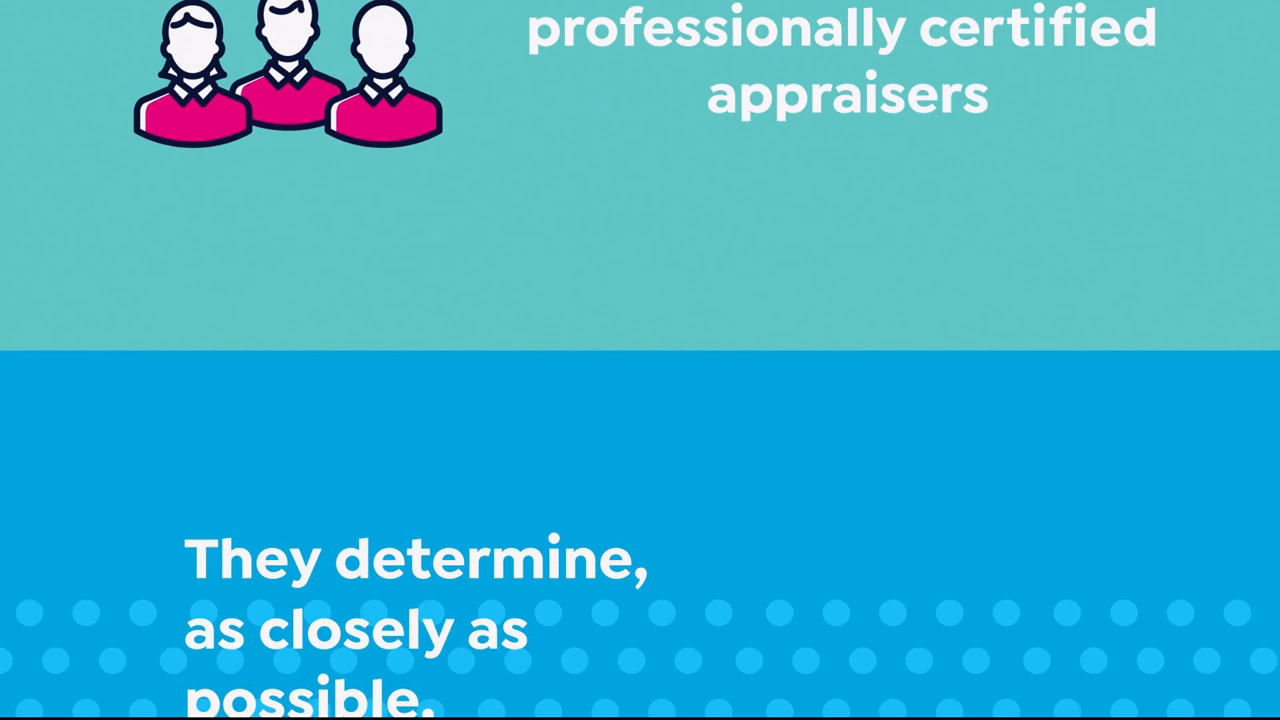 professionally certified
appraisers
They determine,
as closely as
possible,